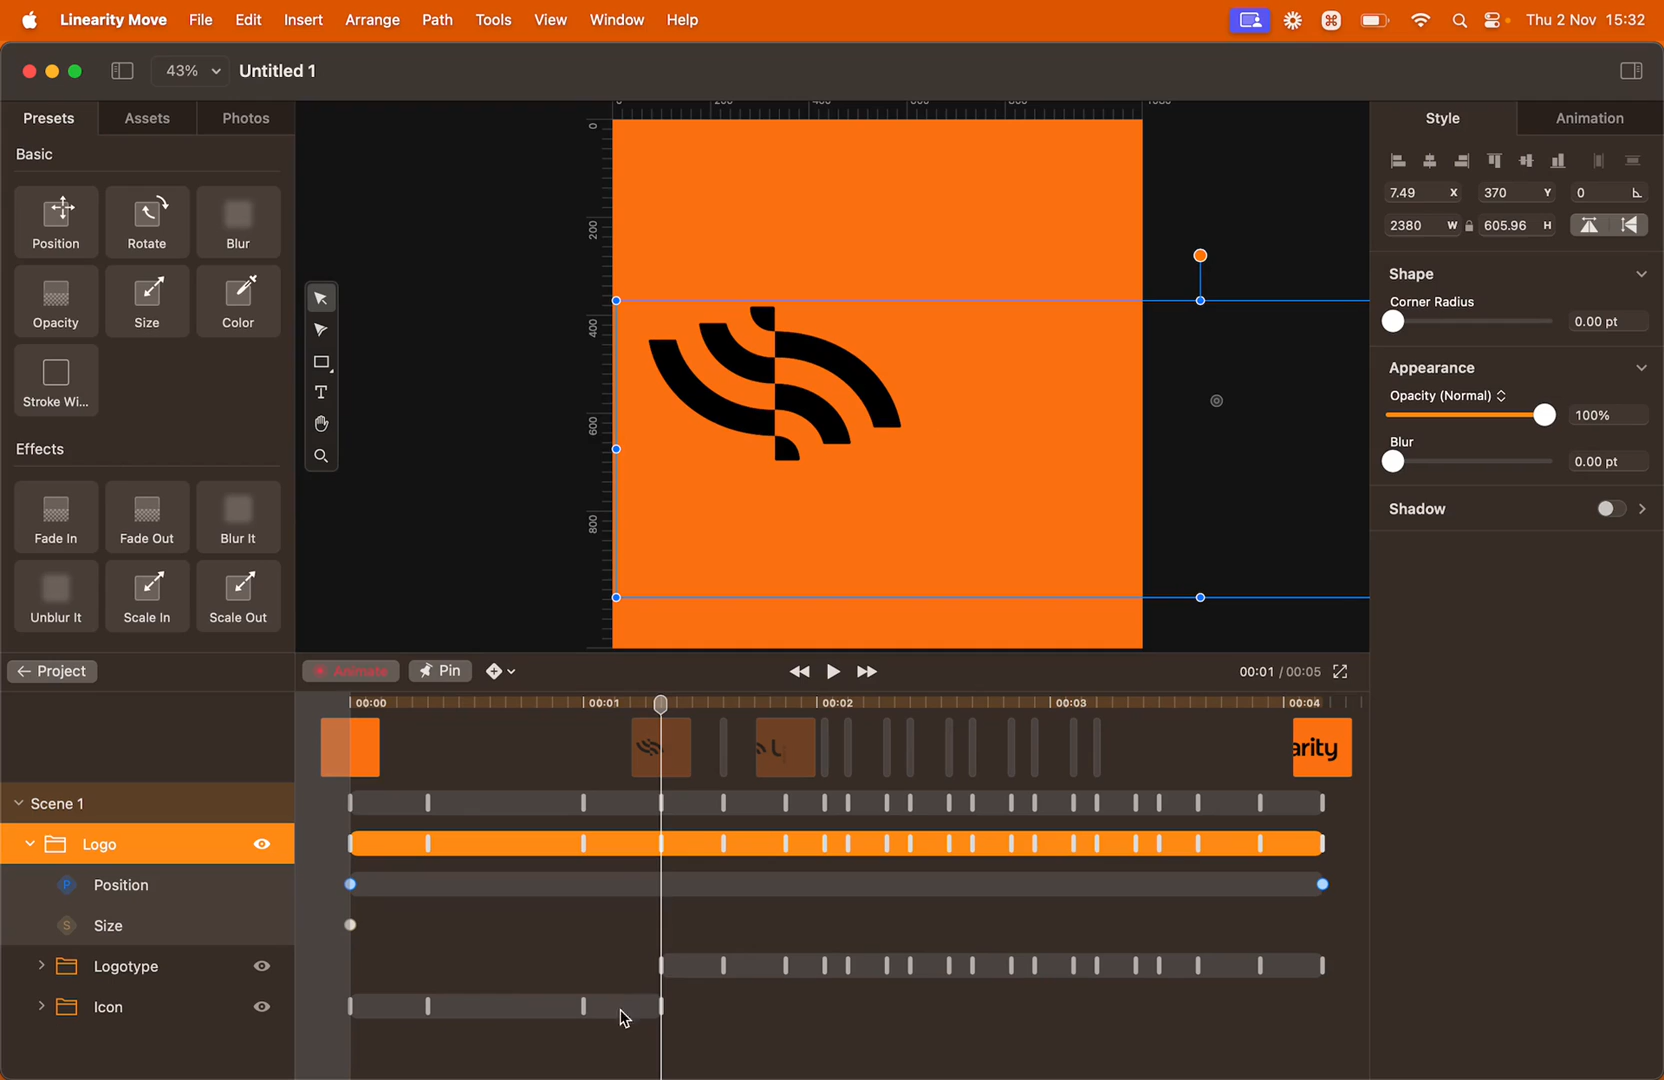 Linearity Move File Edit Insert Arrange Path Tools View Window Help Thu 2 Nov 15:32
43% Untitled 1
Presets Assets Photos
Basic
Position Rotate Blur
Opacity Size Color
Stroke Wi...
Effects
Fade In Fade Out Blur It
Unblur It Scale In Scale Out
0
200
400
600
800
T
Style Animation
7.49 X 370 Y 0
2380 W 605.96 H
Shape
Corner Radius
0.00 pt
Appearance
Opacity (Normal)
100%
Blur
0.00 pt
Shadow
Project Animate Pin 00:01 / 00:05
00:00 00:01 00:02 00:03 00:04
arity
Scene 1
Logo
P Position
S Size
Logotype
Icon